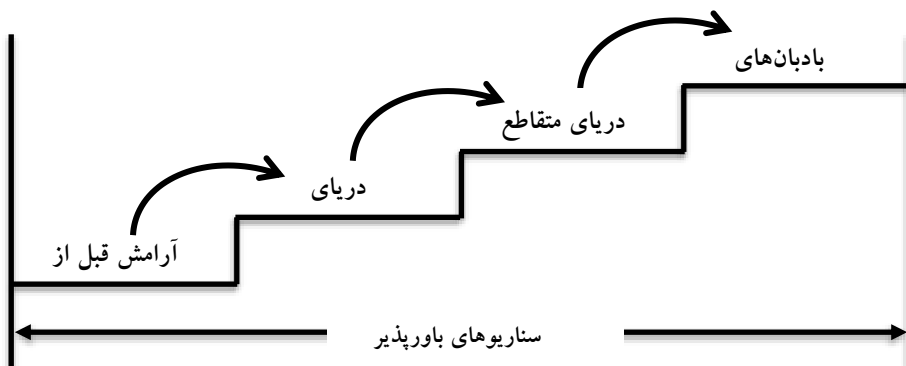 بادبان‌های
دریای متقاطع
دریای
آرامش قبل از
سناریوهای باورپذیر